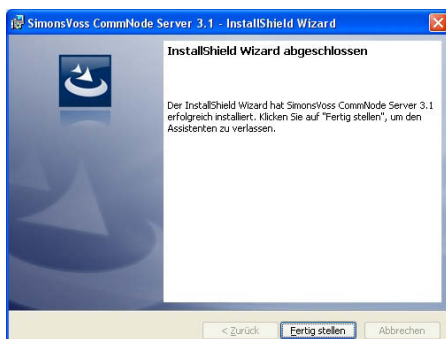 SimonsVoss CommNode Server 3.1 - InstallShield Wizard
InstallShield Wizard abgeschlossen
Der InstallShield Wizard hat SimonsVoss CommNode Server 3.1
erfolgreich installiert. Klicken Sie auf "Fertig stellen", um den
Assistenten zu verlassen.
< Zurück
Fertig stellen
Abbrechen